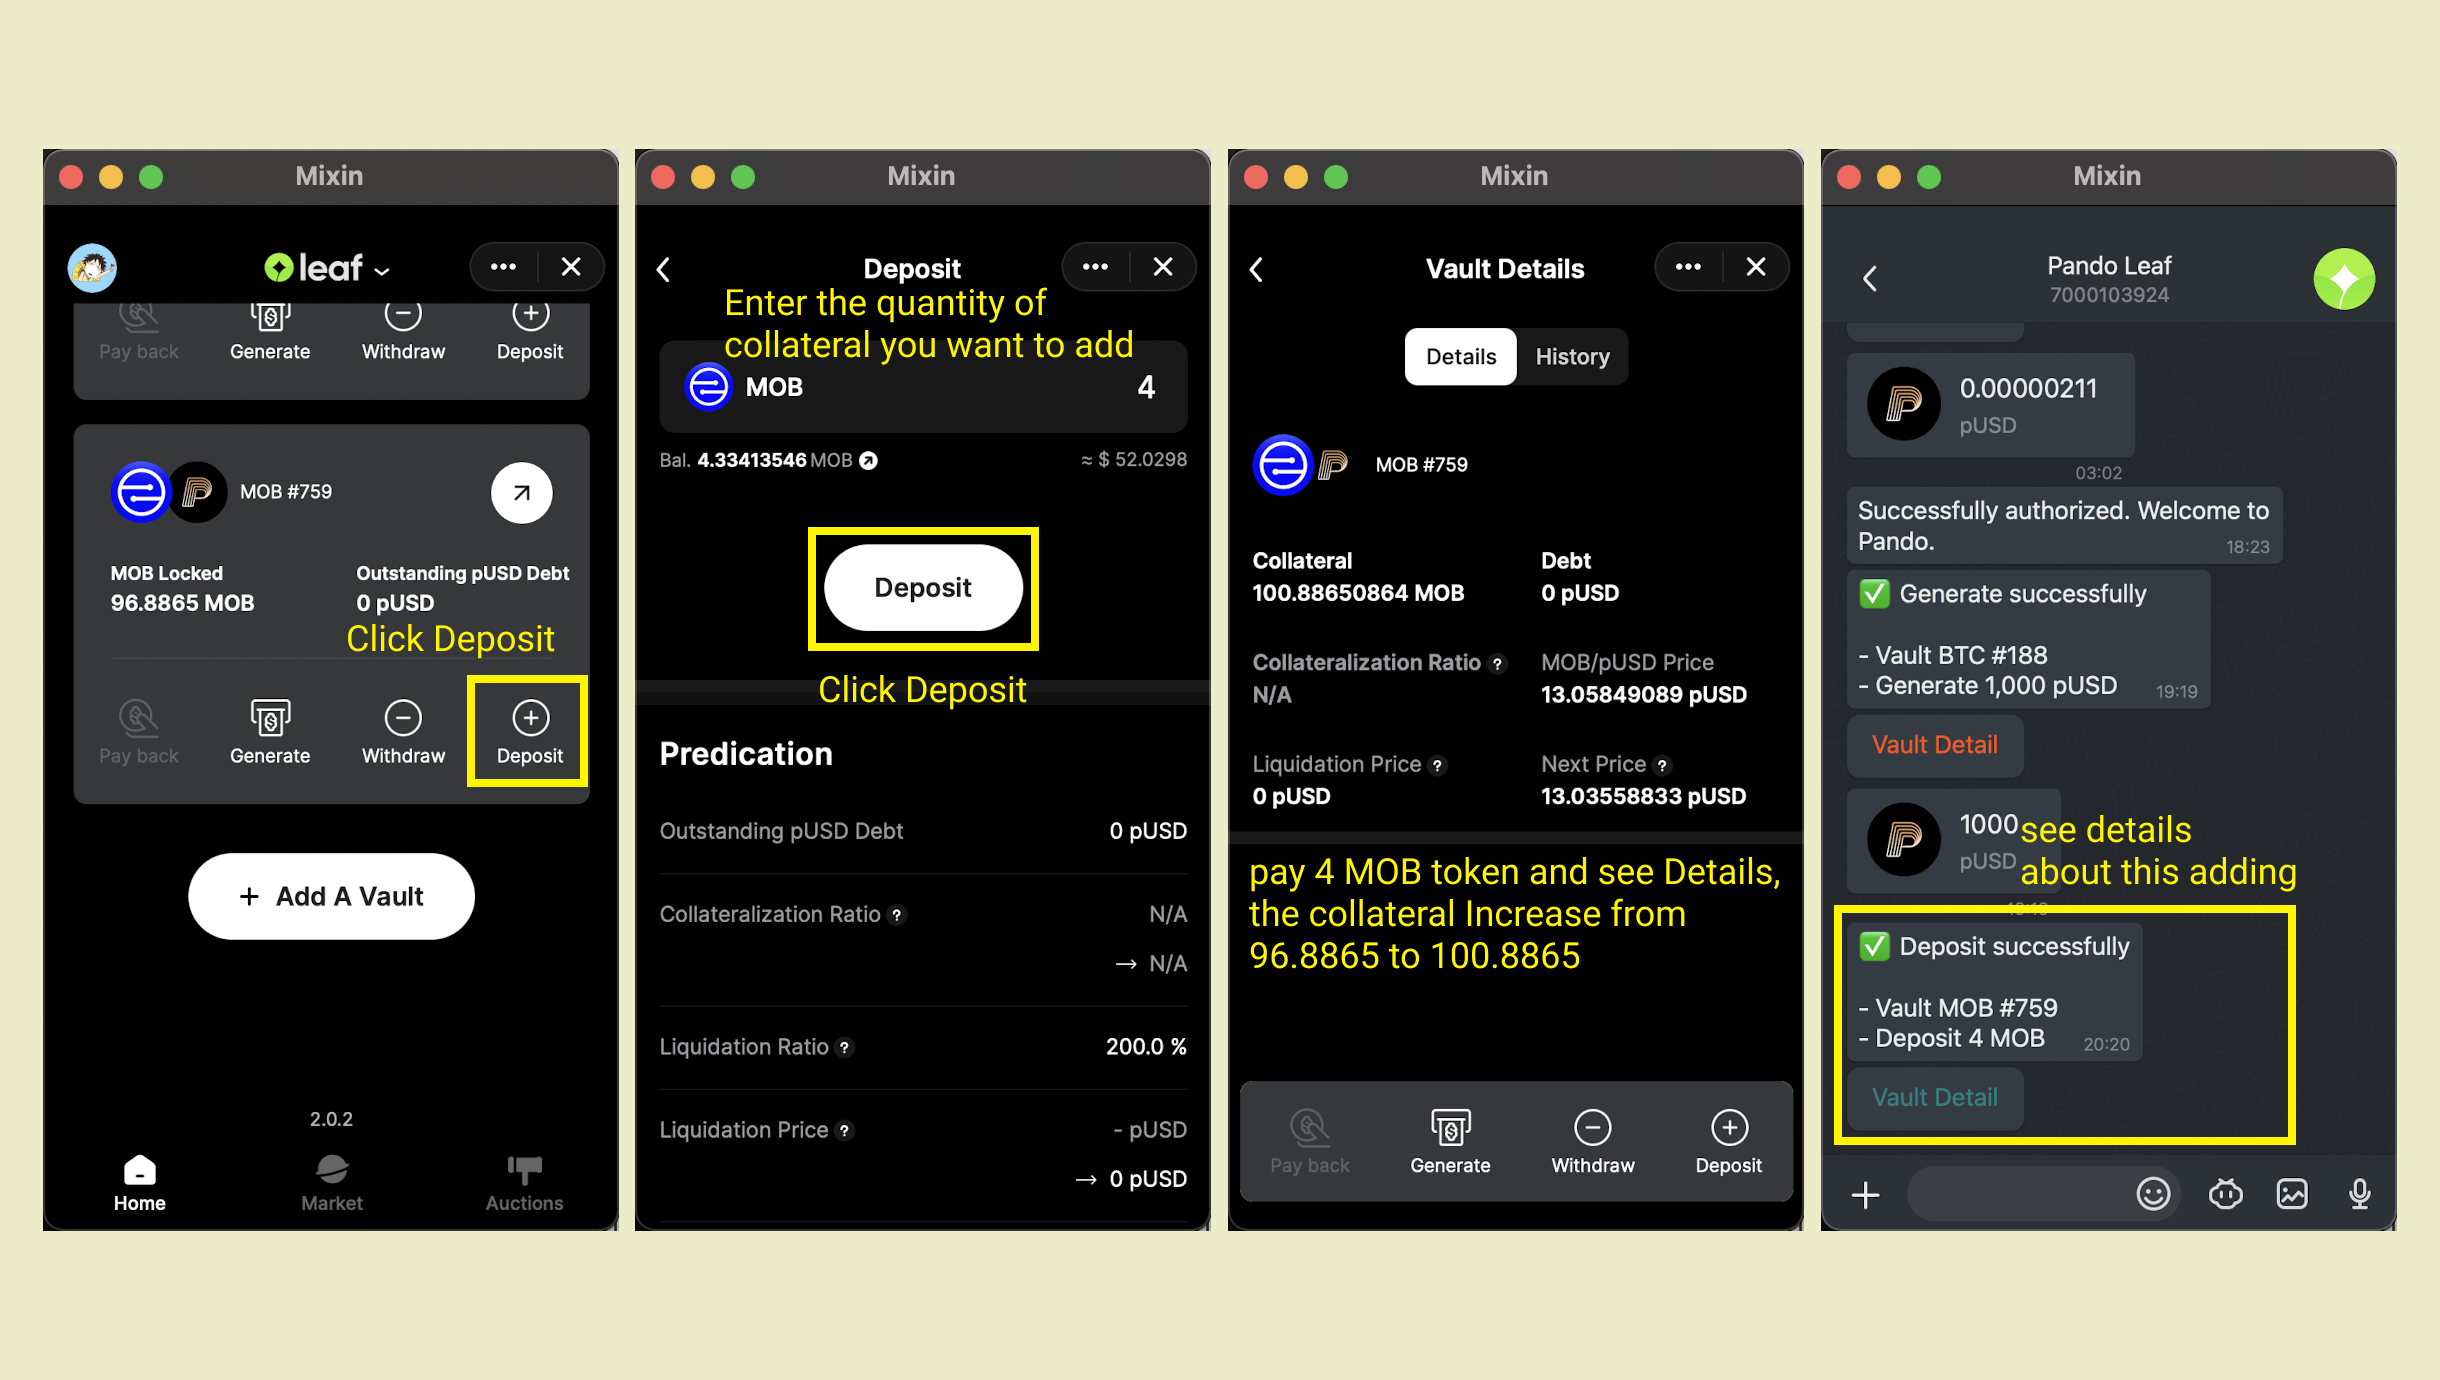 Mixin
leaf
Pay back
Generate
Withdraw
Deposit
MOB #759
MOB Locked
Outstanding pUSD Debt
96.8865 MOB
0 pUSD
Click Deposit
Pay back
Generate
Withdraw
Deposit
+ Add A Vault
2.0.2
Home
Market
Auctions
Mixin
Deposit
Enter the quantity of
collateral you want to add
MOB
4
Bal. 4.33413546 MOB
≈ $ 52.0298
Deposit
Click Deposit
Predication
Outstanding pUSD Debt
0 pUSD
Collateralization Ratio ?
N/A
→ N/A
Liquidation Ratio ?
200.0 %
Liquidation Price ?
- pUSD
→ 0 pUSD
Mixin
Vault Details
Details
History
MOB #759
Collateral
Debt
100.88650864 MOB
0 pUSD
Collateralization Ratio ?
MOB/pUSD Price
N/A
13.05849089 pUSD
Liquidation Price ?
Next Price ?
0 pUSD
13.03558833 pUSD
pay 4 MOB token and see Details,
the collateral Increase from
96.8865 to 100.8865
Pay back
Generate
Withdraw
Deposit
Mixin
Pando Leaf
7000103924
0.00000211
pUSD
03:02
Successfully authorized. Welcome to
Pando.
18:23
✅ Generate successfully
- Vault BTC #188
- Generate 1,000 pUSD
19:19
Vault Detail
1000
pUSD
see details
about this adding
✅ Deposit successfully
- Vault MOB #759
- Deposit 4 MOB
20:20
Vault Detail